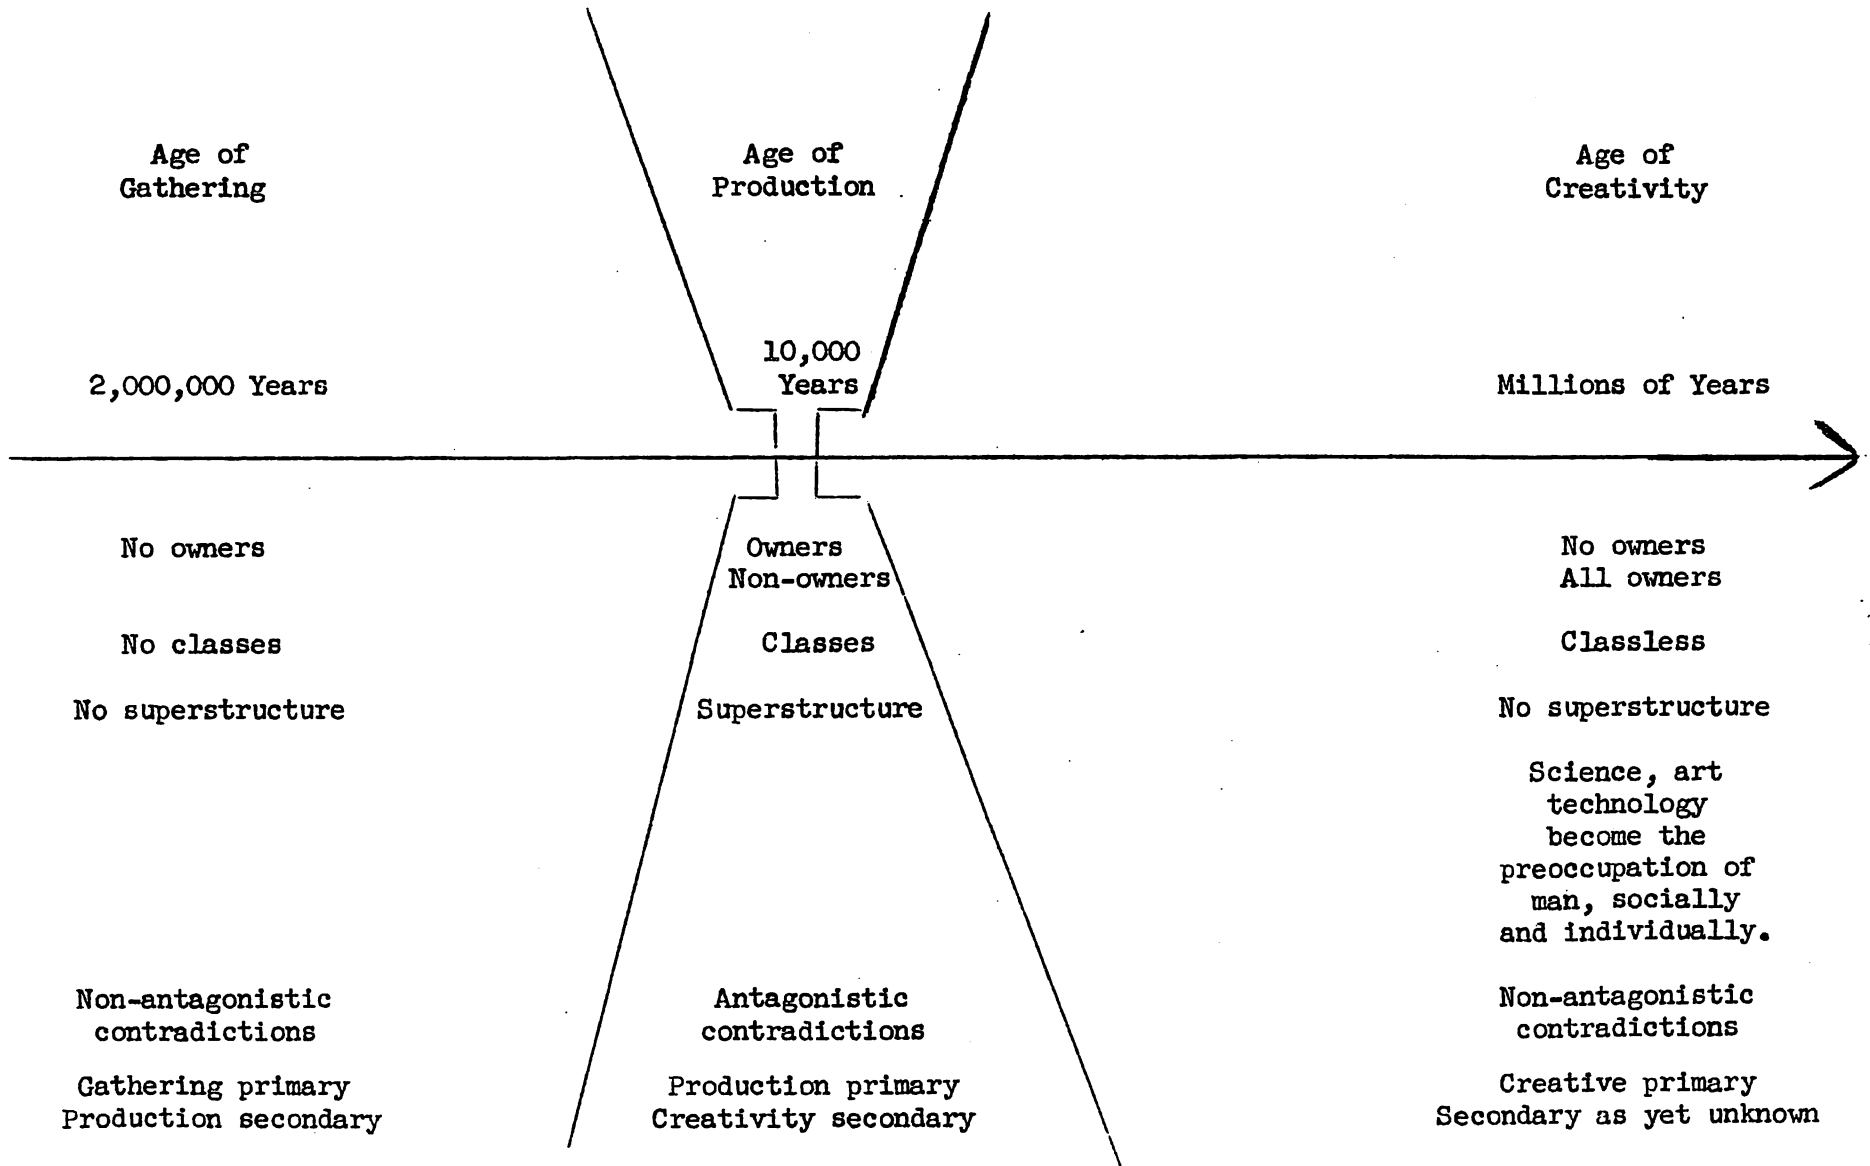 Age of
Gathering
2,000,000 Years
No owners
No classes
No superstructure
Non-antagonistic
contradictions
Gathering primary
Production secondary
Age of
Production
10,000
Years
Owners
Non-owners
Classes
Superstructure
Antagonistic
contradictions
Production primary
Creativity secondary
Age of
Creativity
Millions of Years
No owners
All owners
Classless
No superstructure
Science, art
technology
become the
preoccupation of
man, socially
and individually.
Non-antagonistic
contradictions
Creative primary
Secondary as yet unknown